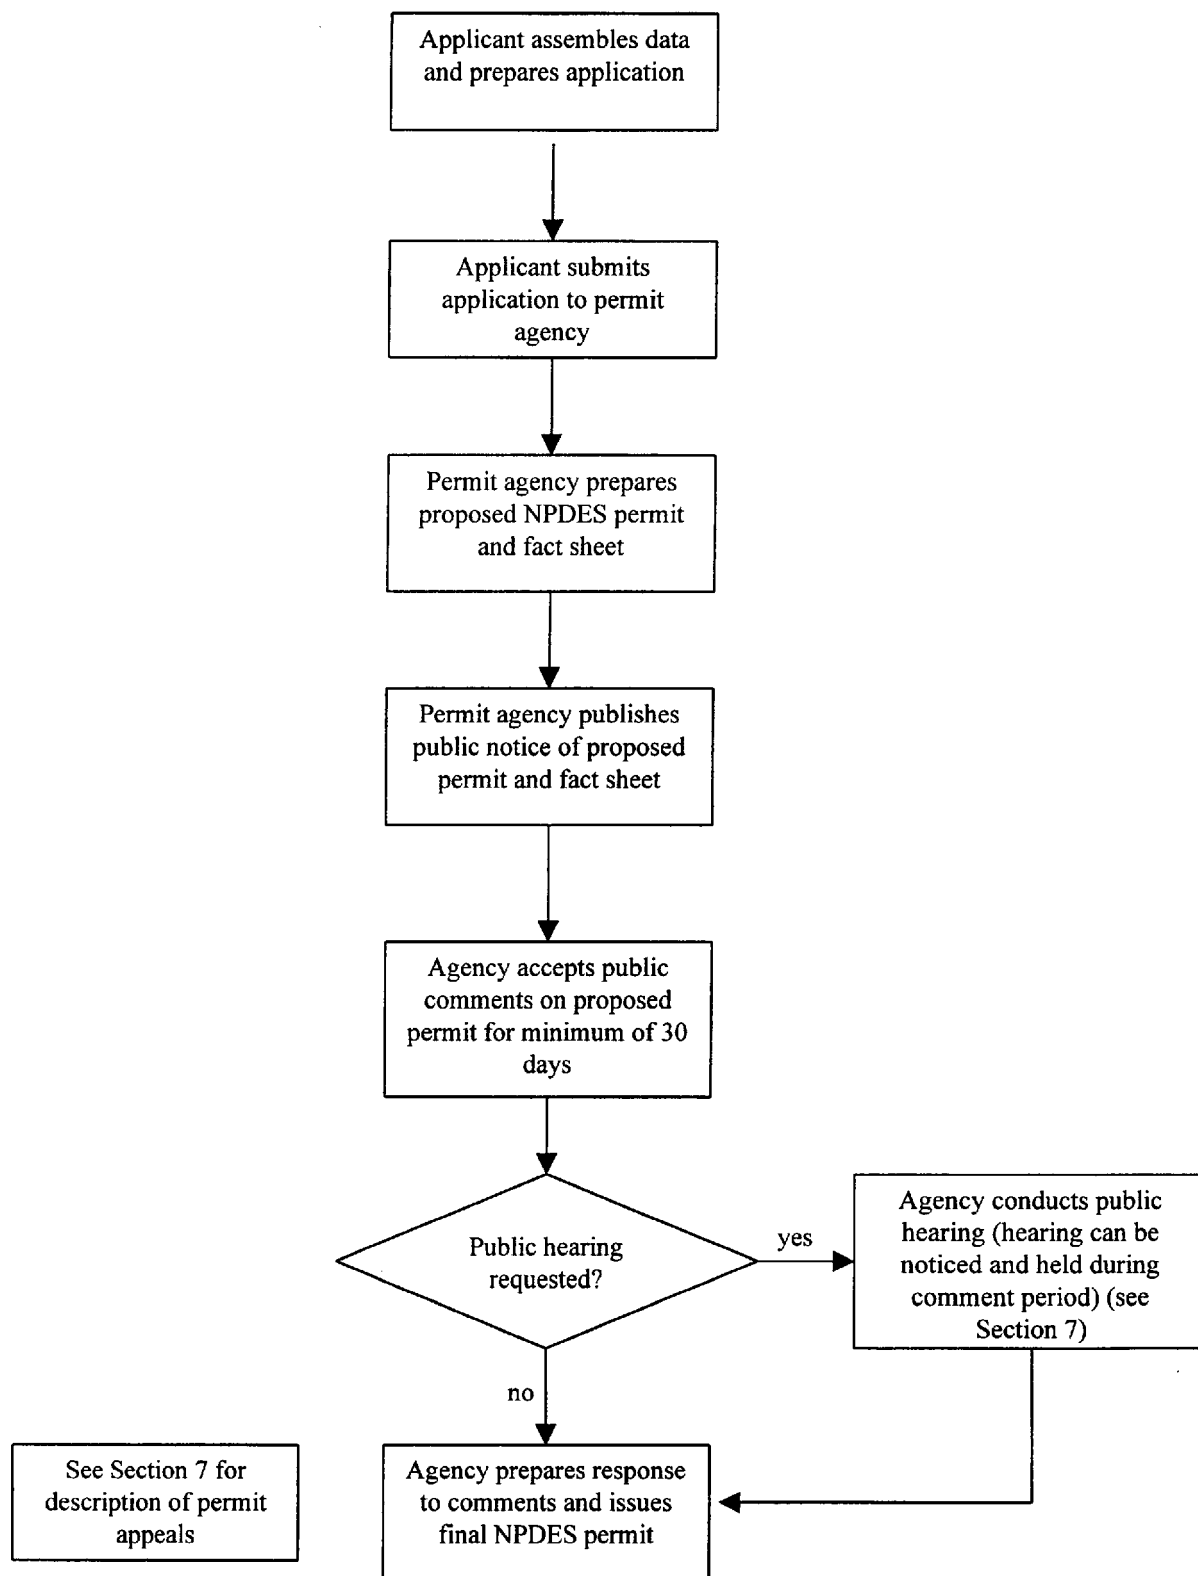 Applicant assembles data
and prepares application
Applicant submits
application to permit
agency
Permit agency prepares
proposed NPDES permit
and fact sheet
Permit agency publishes
public notice of proposed
permit and fact sheet
Agency accepts public
comments on proposed
permit for minimum of 30
days
Public hearing
requested?
yes
Agency conducts public
hearing (hearing can be
noticed and held during
comment period) (see
Section 7)
no
See Section 7 for
description of permit
appeals
Agency prepares response
to comments and issues
final NPDES permit